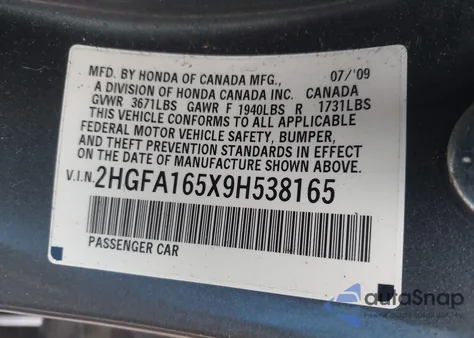 MFD. BY HONDA OF CANADA MFG., 07/'09
A DIVISION OF HONDA CANADA INC. CANADA
GVWR 3671LBS GAWR F 1940LBS R 1731LBS
THIS VEHICLE CONFORMS TO ALL APPLICABLE
FEDERAL MOTOR VEHICLE SAFETY, BUMPER,
AND THEFT PREVENTION STANDARDS IN EFFECT
ON THE DATE OF MANUFACTURE SHOWN ABOVE.
V.I.N. 2HGFA165X9H538165
PASSENGER CAR
autoSnap